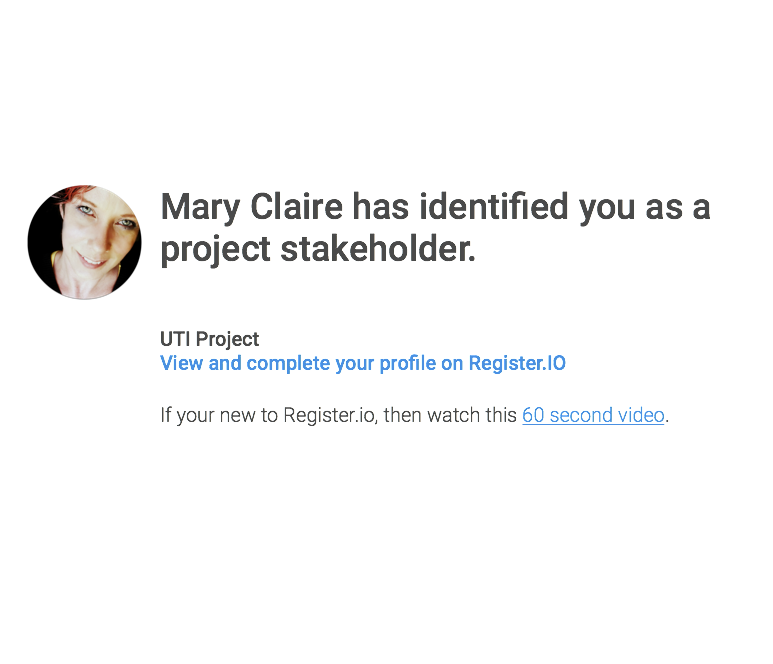 Mary Claire has identified you as a
project stakeholder.
UTI Project
View and complete your profile on Register.IO
If your new to Register.io, then watch this 60 second video.